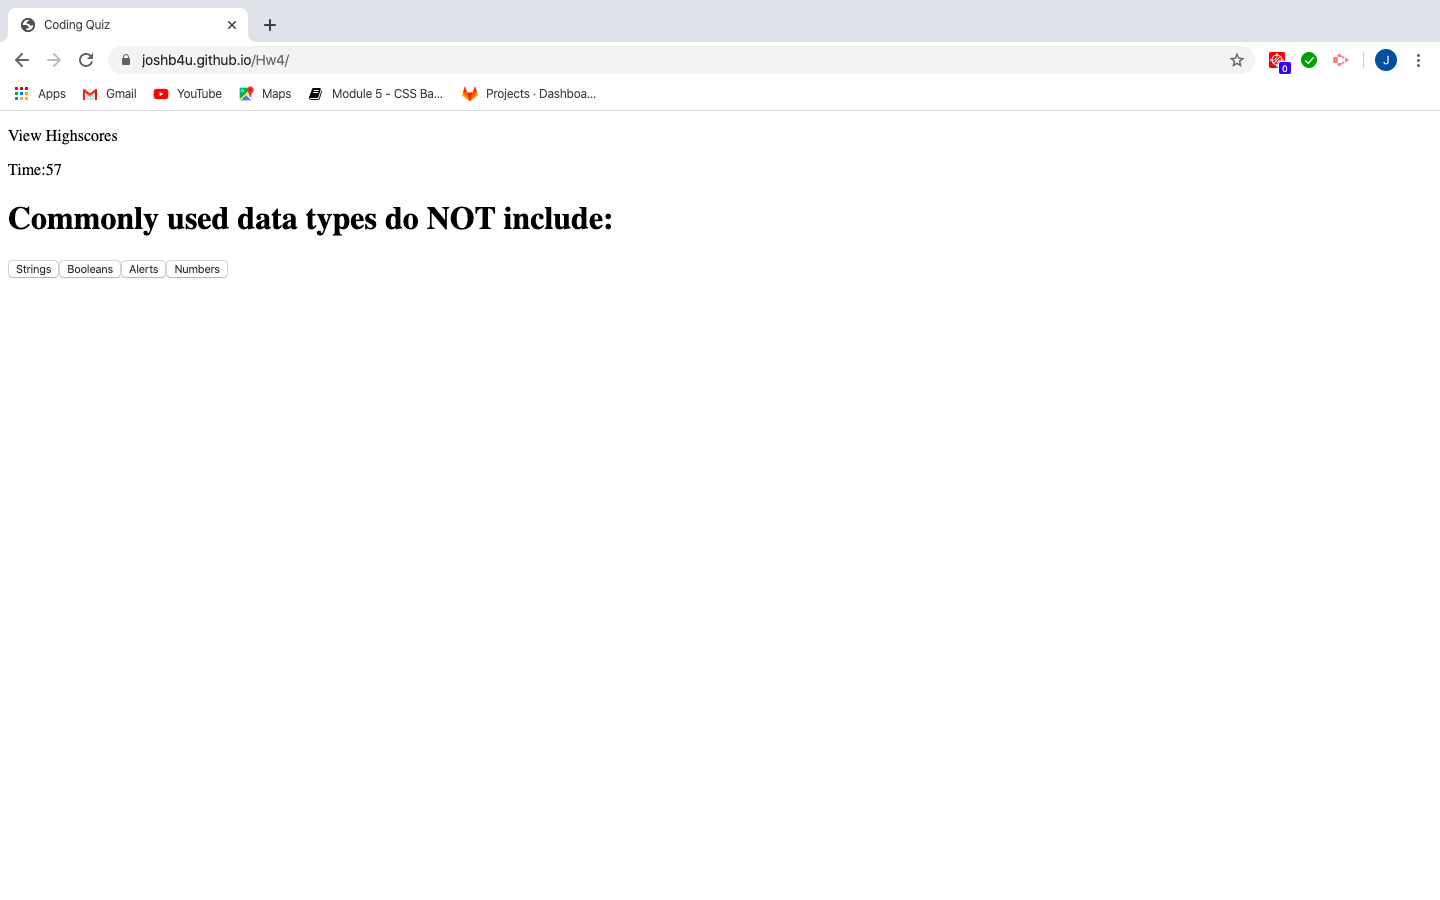 Coding Quiz
joshb4u.github.io/Hw4/
0
J
Apps Gmail YouTube Maps Module 5 - CSS Ba... Projects · Dashboa...
View Highscores
Time:57
Commonly used data types do NOT include:
Strings Booleans Alerts Numbers